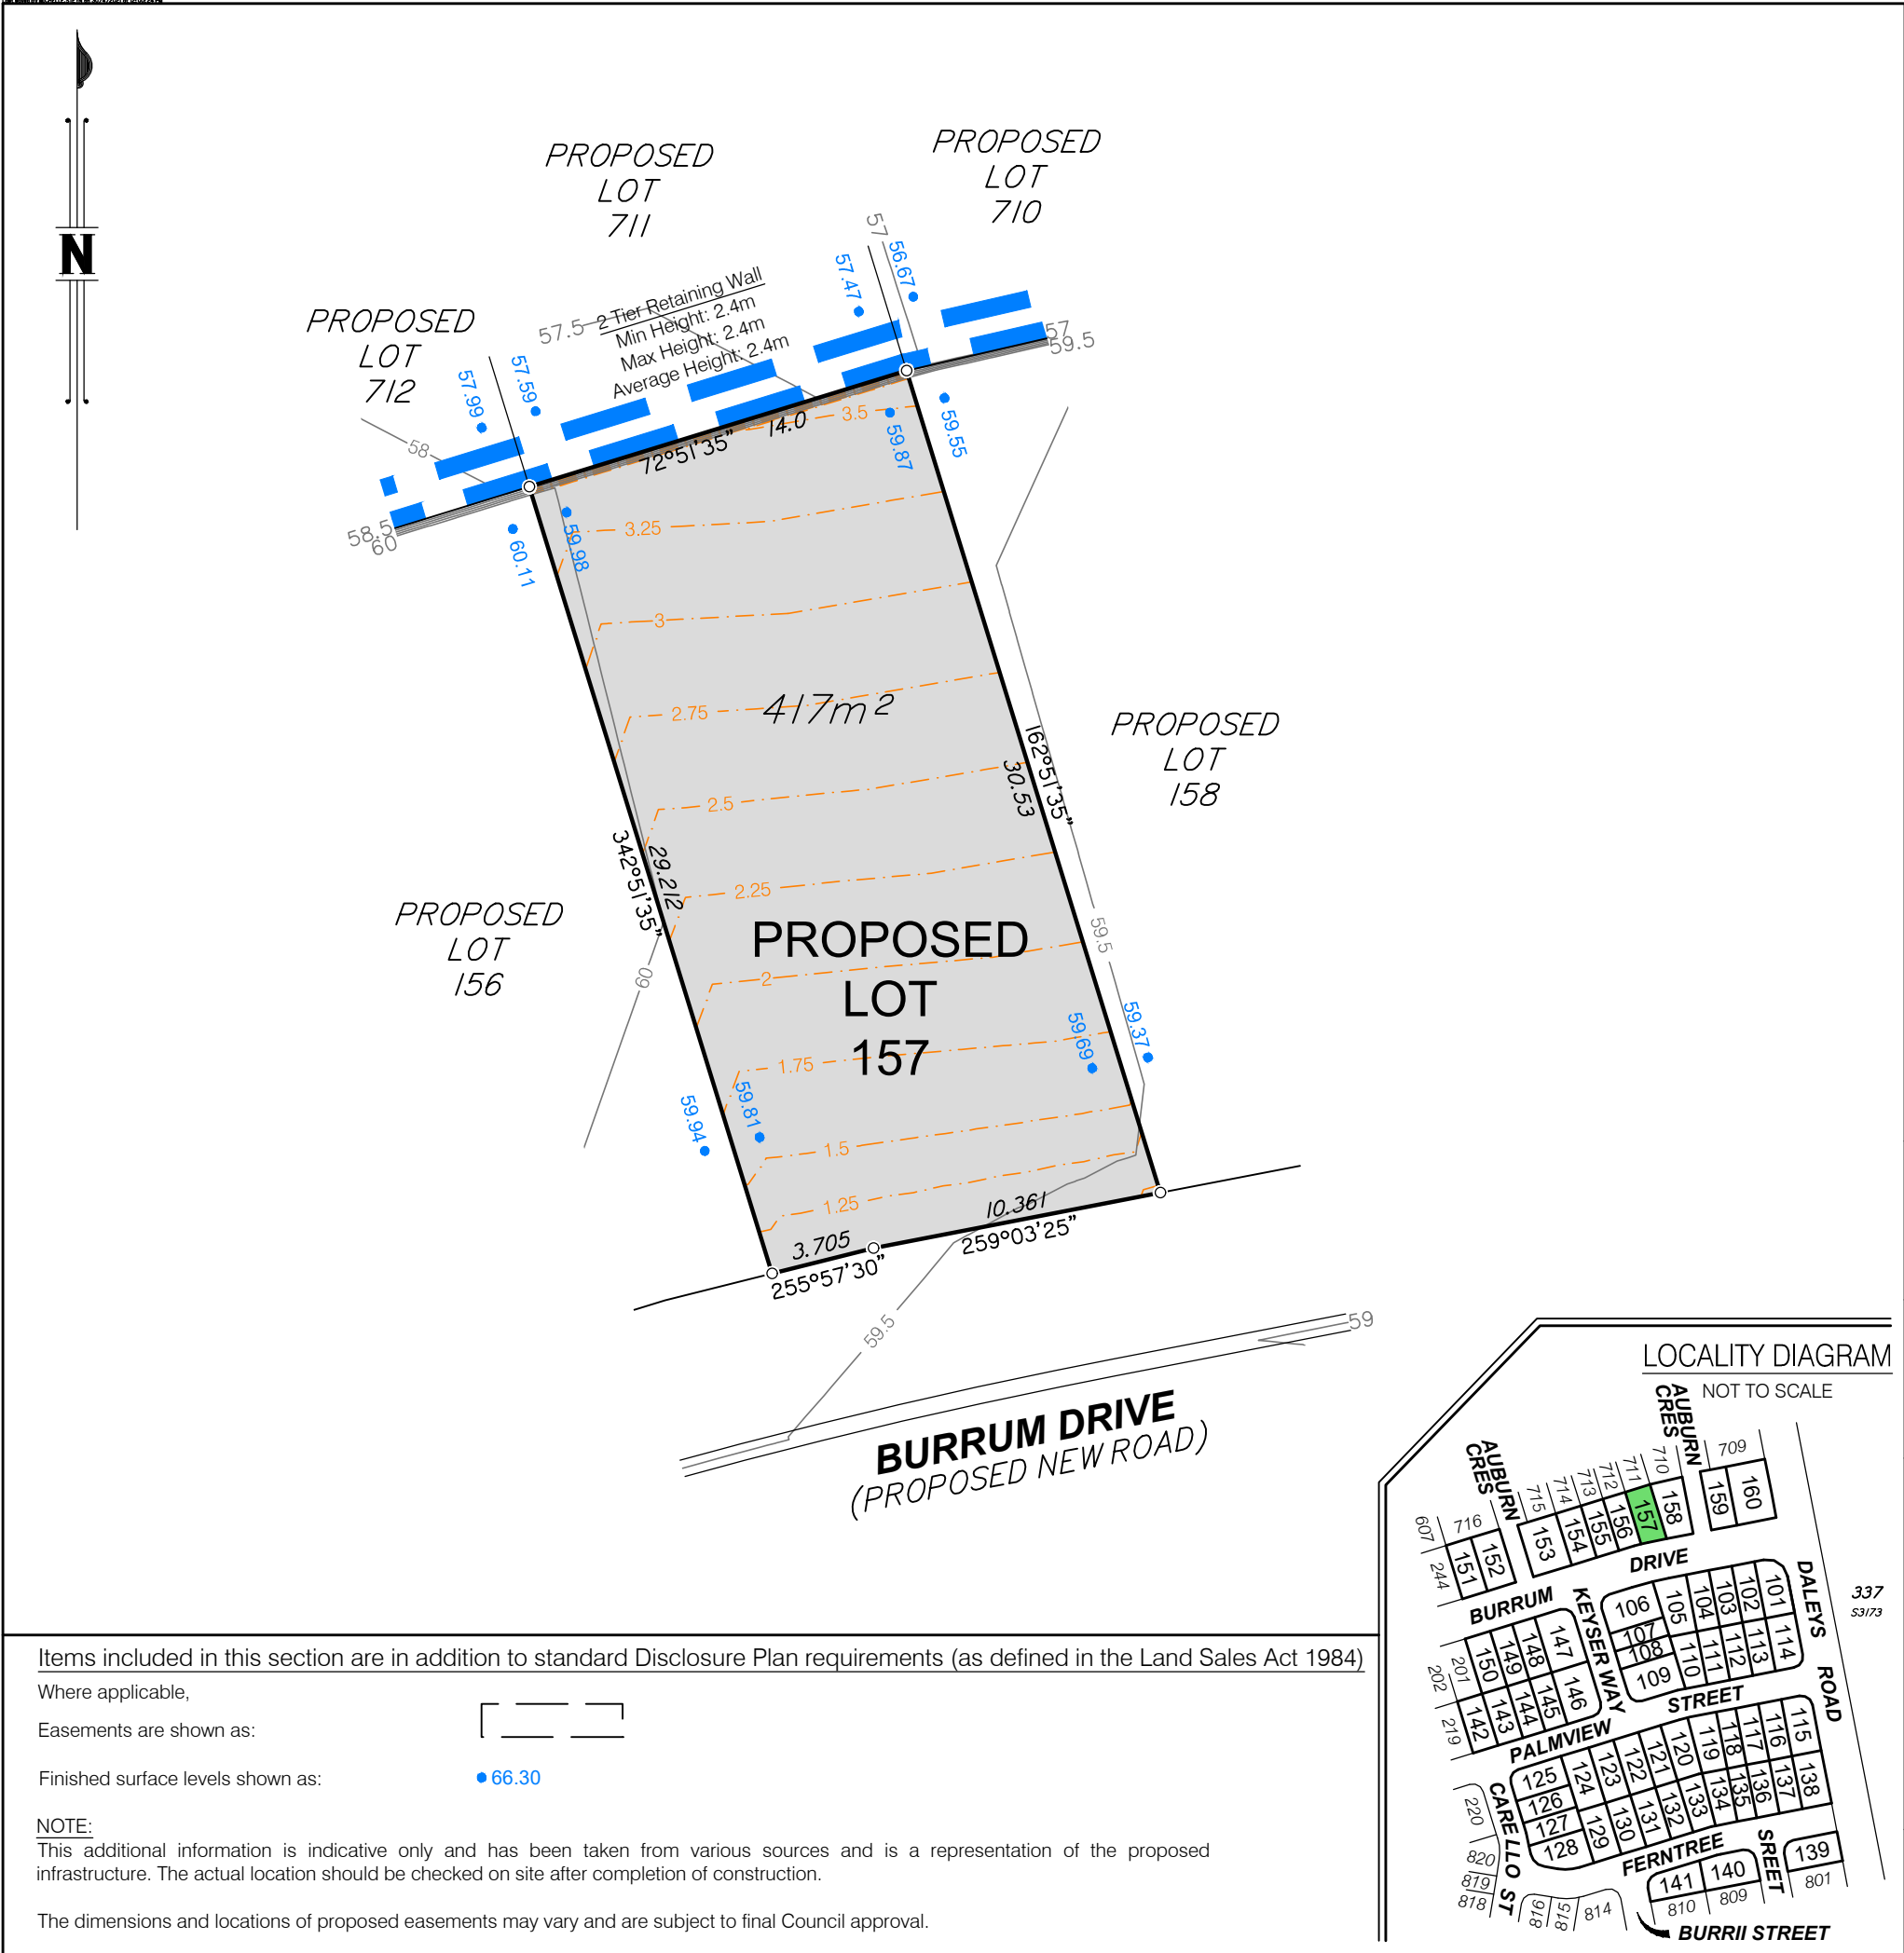 N
PROPOSED
LOT
711
PROPOSED
LOT
710
PROPOSED
LOT
712
57
56.67
57.47
57.5
2 Tier Retaining Wall
Min Height: 2.4m
Max Height: 2.4m
Average Height: 2.4m
57
59.5
57.59
57.99
58
58.5
60
60.11
59.98
72°51'35"
14.0
3.5
59.87
59.55
3.25
3
2.75
417m²
2.5
2.25
2
1.75
1.5
1.25
162°51'35"
30.53
PROPOSED
LOT
158
342°51'35"
29.212
PROPOSED
LOT
156
60
PROPOSED
LOT
157
59.5
59.69
59.37
59.94
59.81
3.705
255°57'30"
10.361
259°03'25"
59.5
59
BURRUM DRIVE
(PROPOSED NEW ROAD)
LOCALITY DIAGRAM
NOT TO SCALE
AUBURN
CRES
AUBURN
CRES
709
710
711
712
713
714
715
716
607
244
151
152
153
154
155
156
157
158
159
160
BURRUM
DRIVE
KEYSER WAY
DALEYS
ROAD
337
S3173
106
105
104
103
102
101
107
108
109
110
111
112
113
114
147
148
149
150
201
202
219
142
143
144
145
146
PALMVIEW
STREET
125
126
127
128
124
123
122
121
120
119
118
117
116
115
129
130
131
132
133
134
135
136
137
138
CARELLO ST
220
820
819
818
816
815
814
FERNTREE
SREET
141
140
139
810
809
801
BURRII STREET
Items included in this section are in addition to standard Disclosure Plan requirements (as defined in the Land Sales Act 1984)
Where applicable,
Easements are shown as:
Finished surface levels shown as:
66.30
NOTE:
This additional information is indicative only and has been taken from various sources and is a representation of the proposed
infrastructure. The actual location should be checked on site after completion of construction.
The dimensions and locations of proposed easements may vary and are subject to final Council approval.